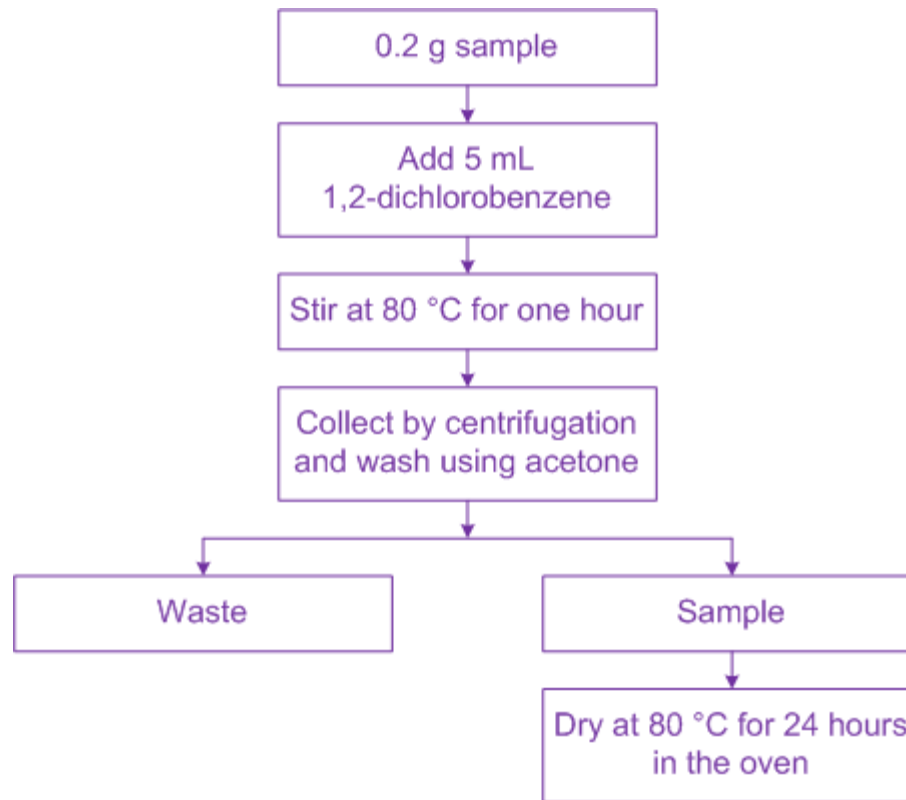 0.2 g sample
Add 5 mL
1,2-dichlorobenzene
Stir at 80 °C for one hour
Collect by centrifugation
and wash using acetone
Waste
Sample
Dry at 80 °C for 24 hours
in the oven